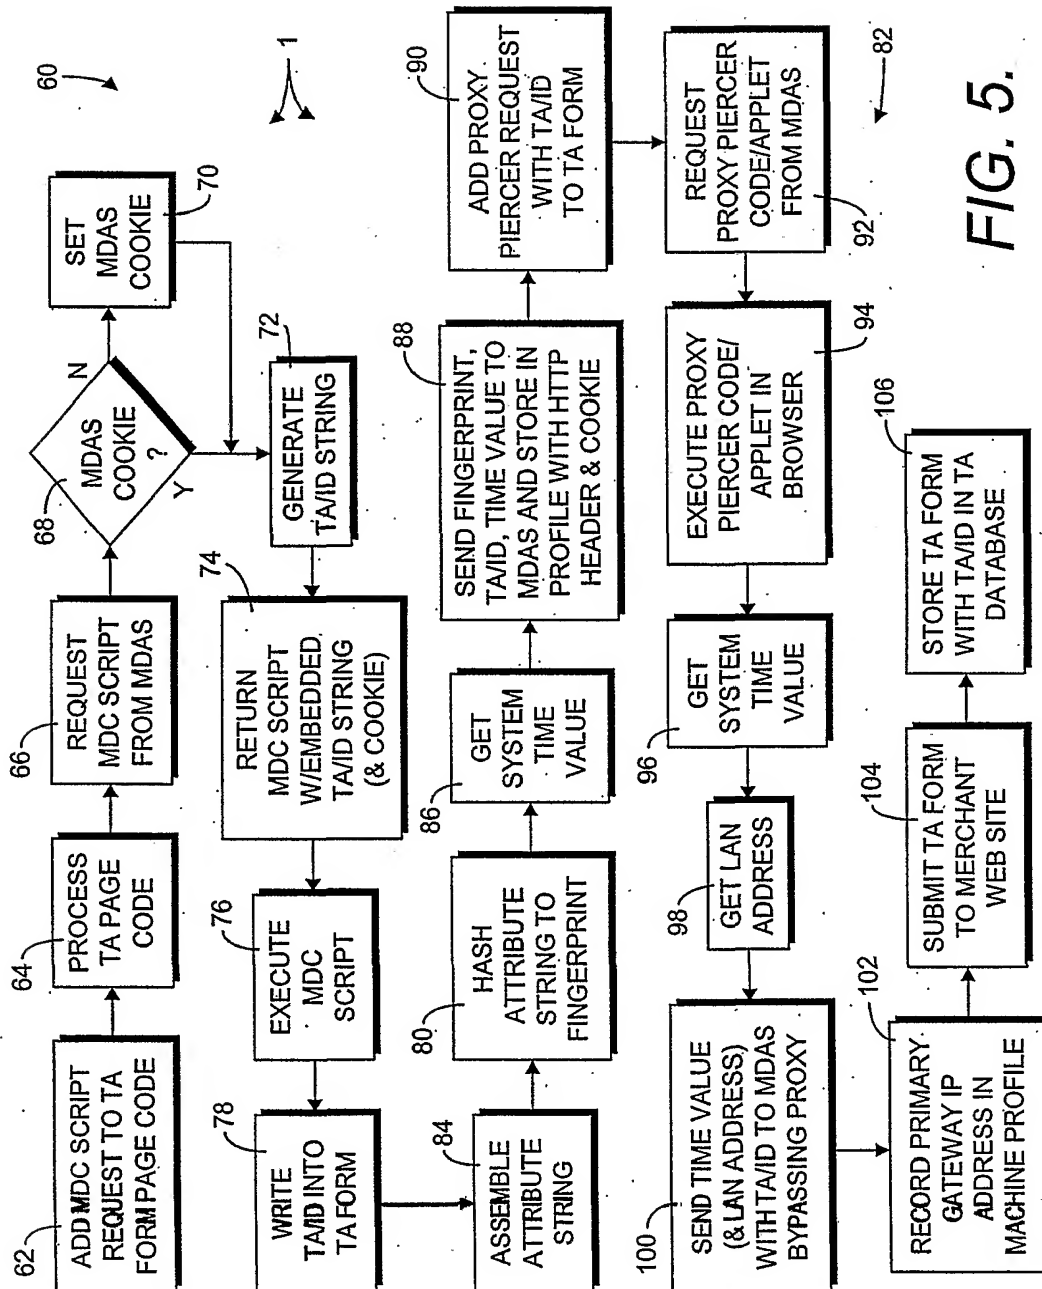 60
1
62
ADD MDC SCRIPT
REQUEST TO TA
FORM PAGE CODE
64
PROCESS
TA PAGE
CODE
66
REQUEST
MDC SCRIPT
FROM MDAS
68
MDAS
COOKIE
?
N
Y
70
SET
MDAS
COOKIE
72
GENERATE
TA/ID STRING
74
RETURN
MDC SCRIPT
W/EMBEDDED
TA/ID STRING
(& COOKIE)
76
EXECUTE
MDC
SCRIPT
78
WRITE
TA/ID INTO
TA FORM
84
ASSEMBLE
ATTRIBUTE
STRING
80
HASH
ATTRIBUTE
STRING TO
FINGERPRINT
86
GET
SYSTEM
TIME
VALUE
88
SEND FINGERPRINT,
TA/ID, TIME VALUE TO
MDAS AND STORE IN
PROFILE WITH HTTP
HEADER & COOKIE
90
ADD PROXY
PIERCER REQUEST
WITH TA/ID
TO TA FORM
92
REQUEST
PROXY PIERCER
CODE/APPLET
FROM MDAS
82
94
EXECUTE PROXY
PIERCER CODE/
APPLET IN
BROWSER
96
GET
SYSTEM
TIME
VALUE
98
GET LAN
ADDRESS
100
SEND TIME VALUE
(& LAN ADDRESS)
WITH TA/ID TO MDAS
BYPASSING PROXY
102
RECORD PRIMARY
GATEWAY IP
ADDRESS IN
MACHINE PROFILE
104
SUBMIT TA FORM
TO MERCHANT
WEB SITE
106
STORE TA FORM
WITH TA/ID IN TA
DATABASE
FIG. 5.